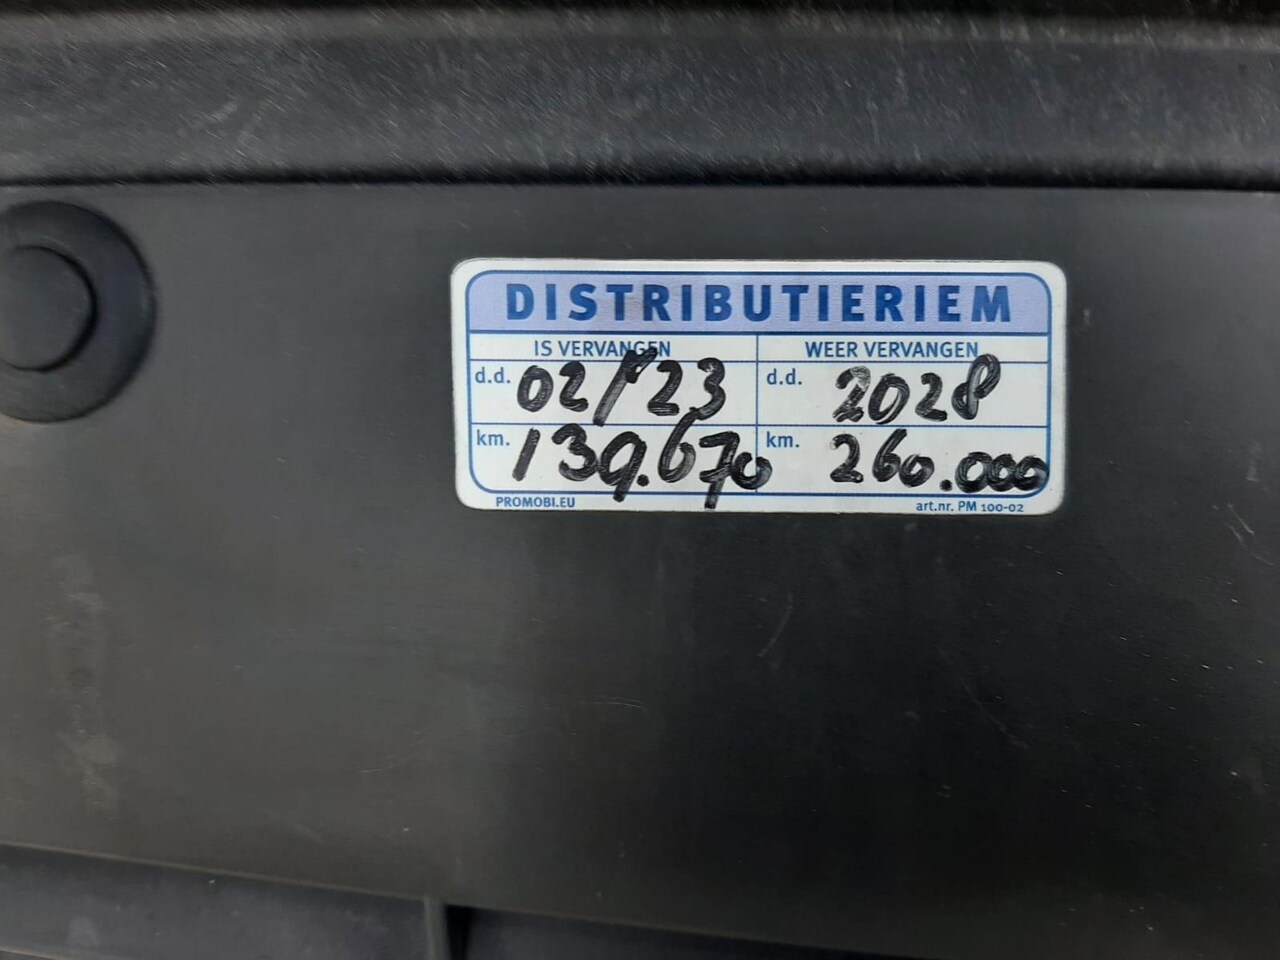 DISTRIBUTIERIEM
IS VERVANGEN WEER VERVANGEN
d.d. 02/23 d.d. 2028
km. 139.670 km. 260.000
PROMOBI.EU art.nr. PM 100-02